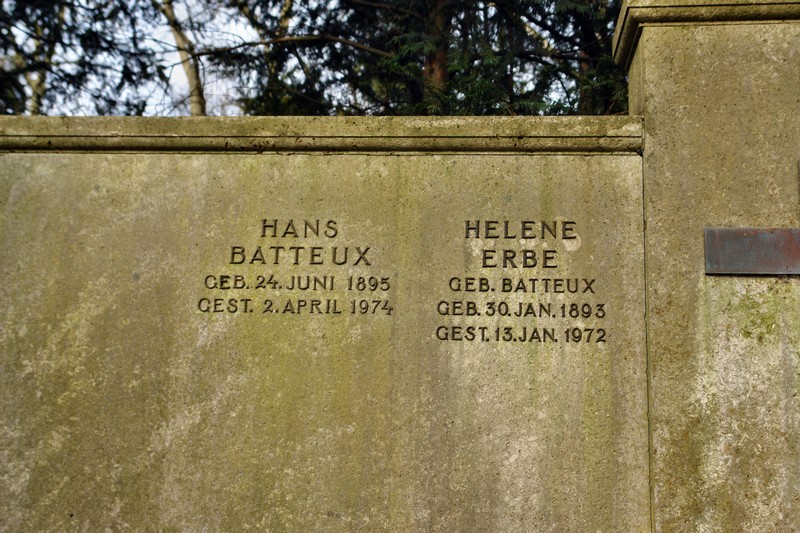 HANS
BATTEUX
GEB. 24. JUNI 1895
GEST. 2. APRIL 1974
HELENE
ERBE
GEB. BATTEUX
GEB. 30. JAN. 1893
GEST. 13. JAN. 1972